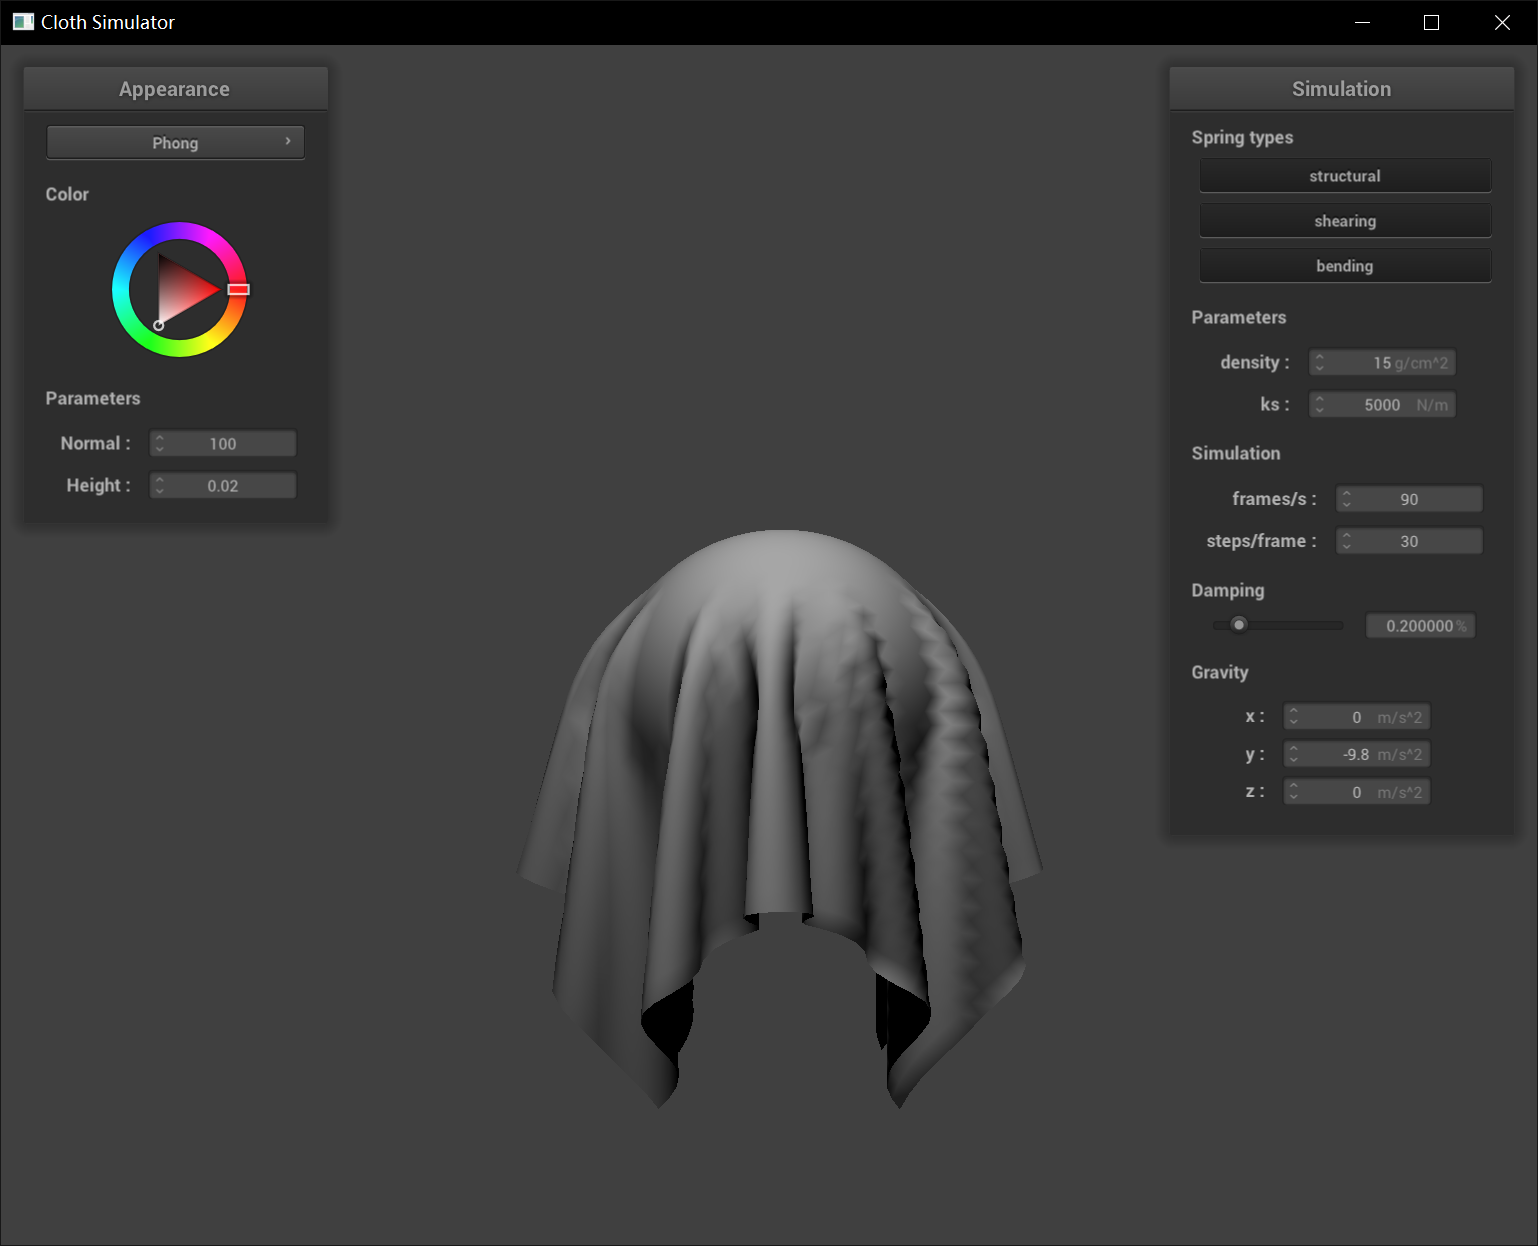 Cloth Simulator
Appearance
Phong
Color
Parameters
Normal : 100
Height : 0.02
Simulation
Spring types
structural
shearing
bending
Parameters
density : 15 g/cm^2
ks : 5000 N/m
Simulation
frames/s : 90
steps/frame : 30
Damping
0.200000 %
Gravity
x : 0 m/s^2
y : -9.8 m/s^2
z : 0 m/s^2